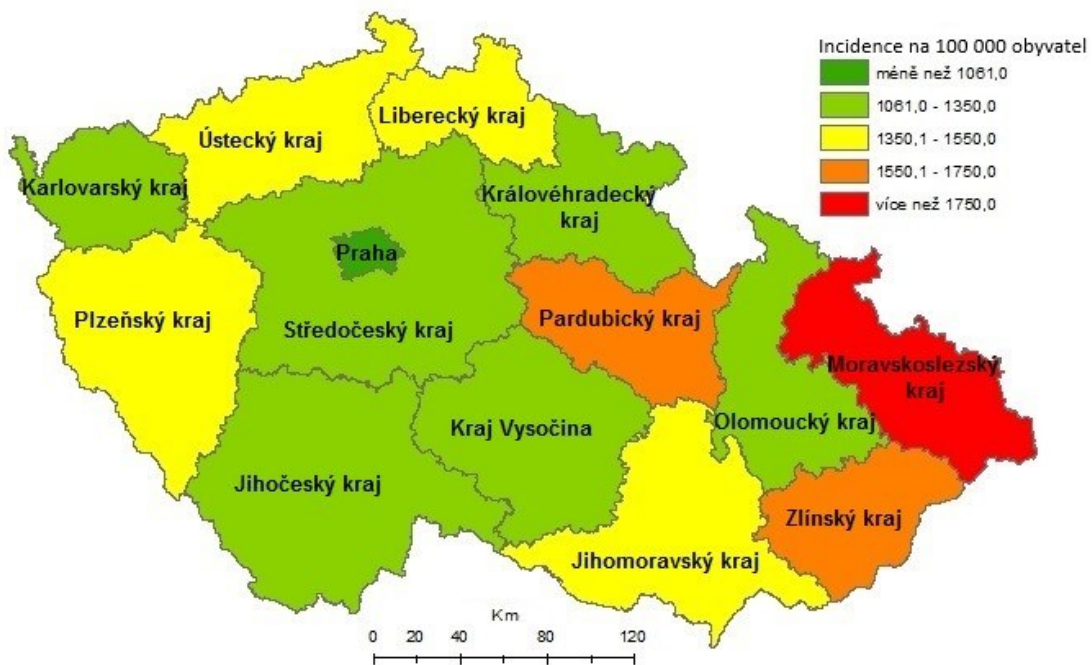 Incidence na 100 000 obyvatel
méně než 1061,0
1061,0 - 1350,0
1350,1 - 1550,0
1550,1 - 1750,0
více než 1750,0
Liberecký kraj
Ústecký kraj
Karlovarský kraj
Královéhradecký
kraj
Praha
Plzeňský kraj
Středočeský kraj
Pardubický kraj
Moravskoslezský
kraj
Kraj Vysočina
Olomoucký kraj
Jihočeský kraj
Zlínský kraj
Jihomoravský kraj
Km
0 20 40 80 120